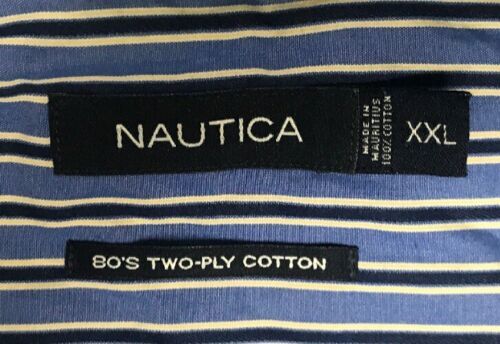 NAUTICA
MADE IN
MAURITIUS
100% COTTON
XXL
80'S TWO-PLY COTTON